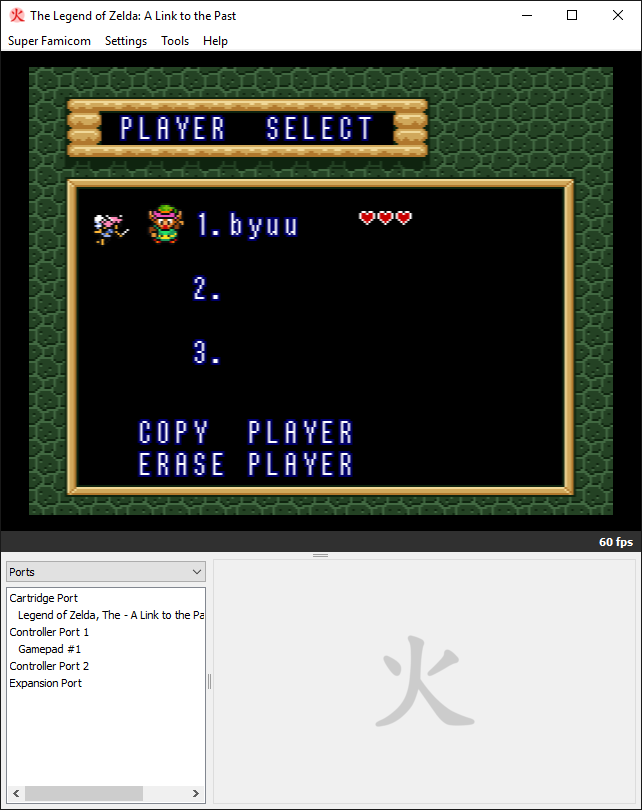 The Legend of Zelda: A Link to the Past
Super Famicom Settings Tools Help
PLAYER SELECT
1.byuu
2.
3.
COPY PLAYER
ERASE PLAYER
60 fps
Ports
Cartridge Port
Legend of Zelda, The - A Link to the Pa
Controller Port 1
Gamepad #1
Controller Port 2
Expansion Port
火